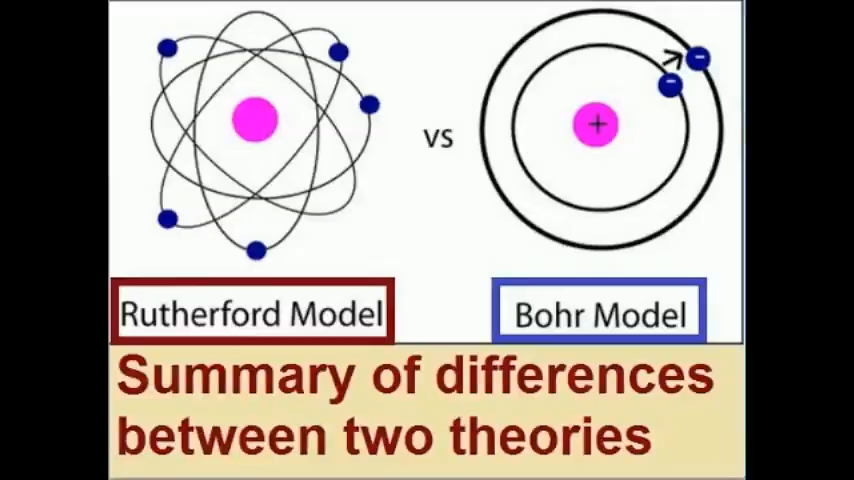 -
-
+
vs
Rutherford Model
Bohr Model
Summary of differences
between two theories